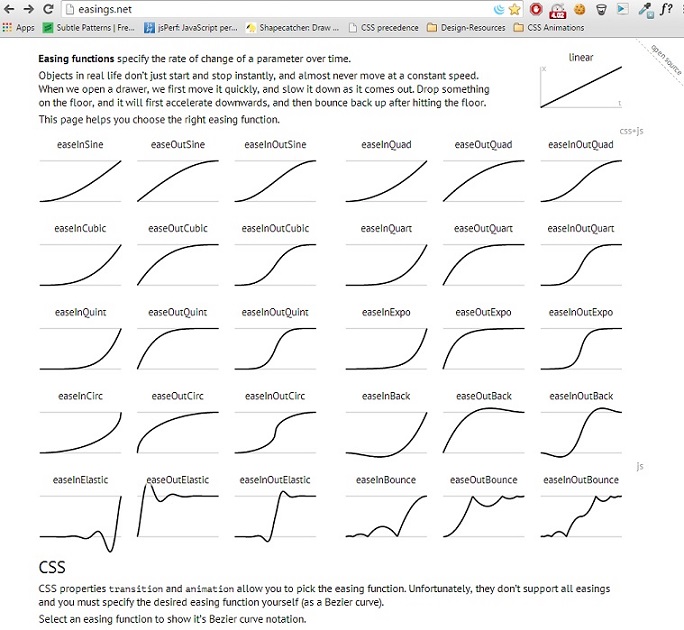 easings.net
4.02
f?
Apps
Subtle Patterns | Fre...
jsPerf: JavaScript per...
Shapecatcher: Draw ...
CSS precedence
Design-Resources
CSS Animations
open source
Easing functions specify the rate of change of a parameter over time.
Objects in real life don't just start and stop instantly, and almost never move at a constant speed.
When we open a drawer, we first move it quickly, and slow it down as it comes out. Drop something
on the floor, and it will first accelerate downwards, and then bounce back up after hitting the floor.
This page helps you choose the right easing function.
linear
x
t
css+js
easeInSine easeOutSine easeInOutSine easeInQuad easeOutQuad easeInOutQuad
easeInCubic easeOutCubic easeInOutCubic easeInQuart easeOutQuart easeInOutQuart
easeInQuint easeOutQuint easeInOutQuint easeInExpo easeOutExpo easeInOutExpo
easeInCirc easeOutCirc easeInOutCirc easeInBack easeOutBack easeInOutBack
js
easeInElastic easeOutElastic easeInOutElastic easeInBounce easeOutBounce easeInOutBounce
CSS
CSS properties transition and animation allow you to pick the easing function. Unfortunately, they don't support all easings
and you must specify the desired easing function yourself (as a Bezier curve).
Select an easing function to show it's Bezier curve notation.